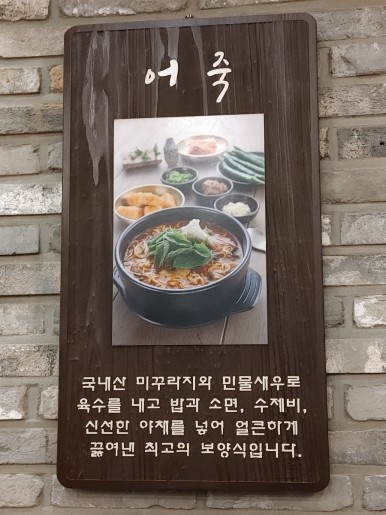 어죽
국내산 미꾸라지와 민물새우로
육수를 내고 밥과 소면, 수제비,
신선한 야채를 넣어 얼큰하게
끓여낸 최고의 보양식입니다.